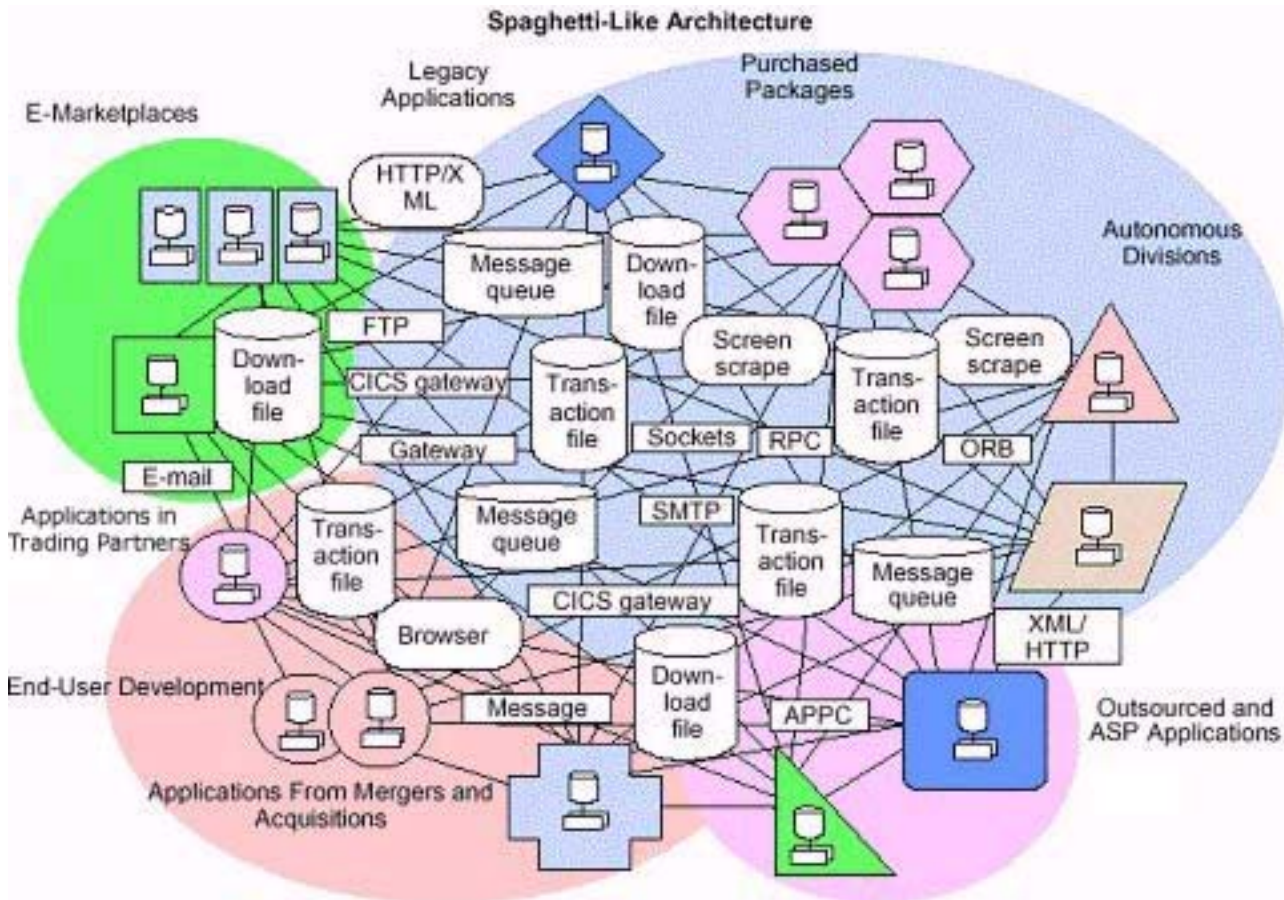 Spaghetti-Like Architecture
Legacy
Applications
Purchased
Packages
E-Marketplaces
HTTP/X
ML
Autonomous
Divisions
Message
queue
Down-
load file
FTP
Down-
load
file
Screen
scrape
Screen
scrape
CICS gateway
Trans-
action
file
Trans-
action
file
Gateway
Sockets
RPC
ORB
E-mail
Applications in
Trading Partners
Trans-
action
file
Message
queue
SMTP
Trans-
action
file
Message
queue
CICS gateway
Browser
XML/
HTTP
End-User Development
Message
Down-
load
file
APPC
Outsourced and
ASP Applications
Applications From Mergers and
Acquisitions